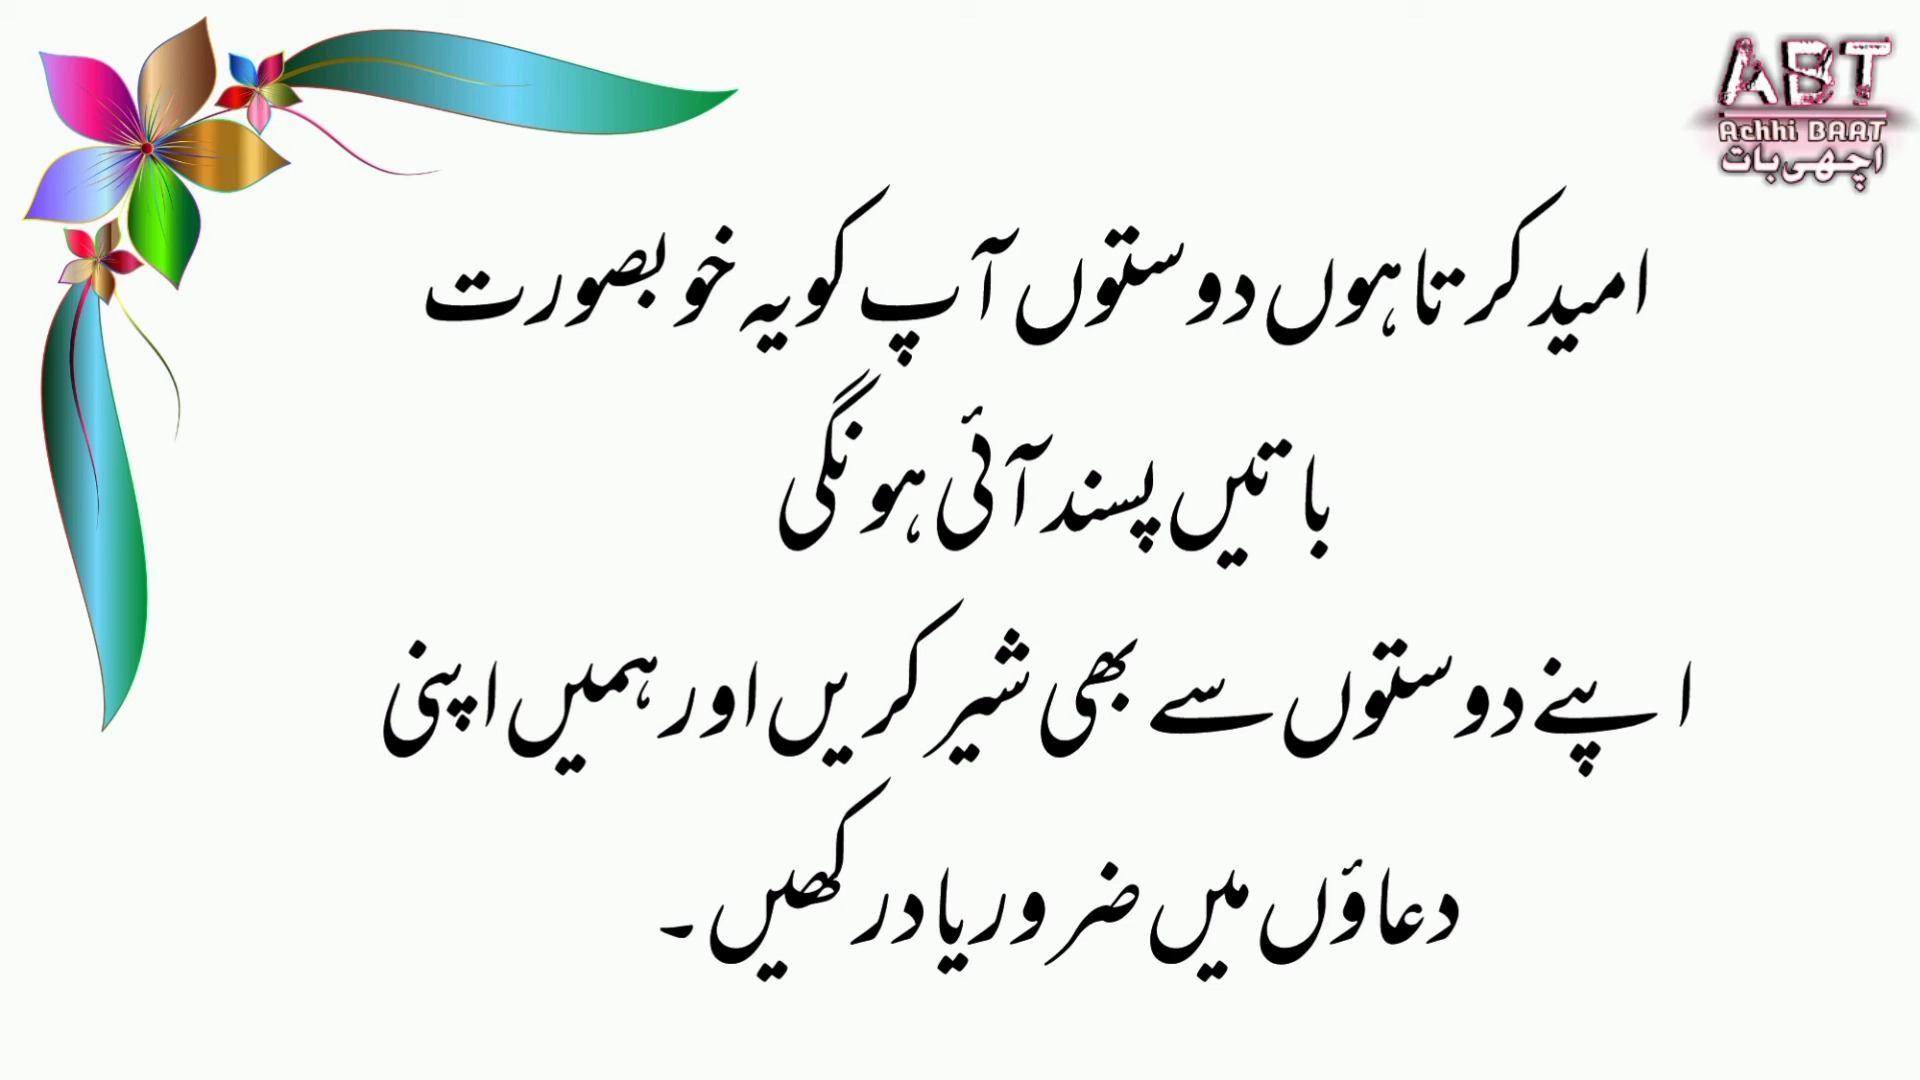 ABT
Achhi BAAT
اچھی بات
امید کرتا ہوں دوستوں آپ کو یہ خوبصورت
باتیں پسند آئی ہونگی
اپنے دوستوں سے بھی شیر کریں اور ہمیں اپنی
دعاؤں میں ضرور یاد رکھیں۔